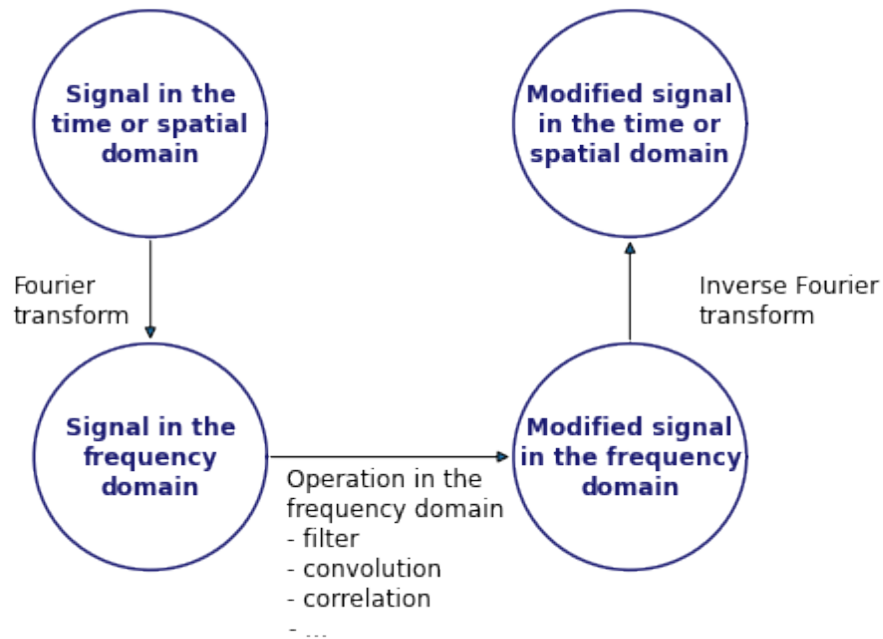 Signal in the
time or spatial
domain
Modified signal
in the time or
spatial domain
Fourier
transform
Inverse Fourier
transform
Signal in the
frequency
domain
Modified signal
in the frequency
domain
Operation in the
frequency domain
- filter
- convolution
- correlation
- ...